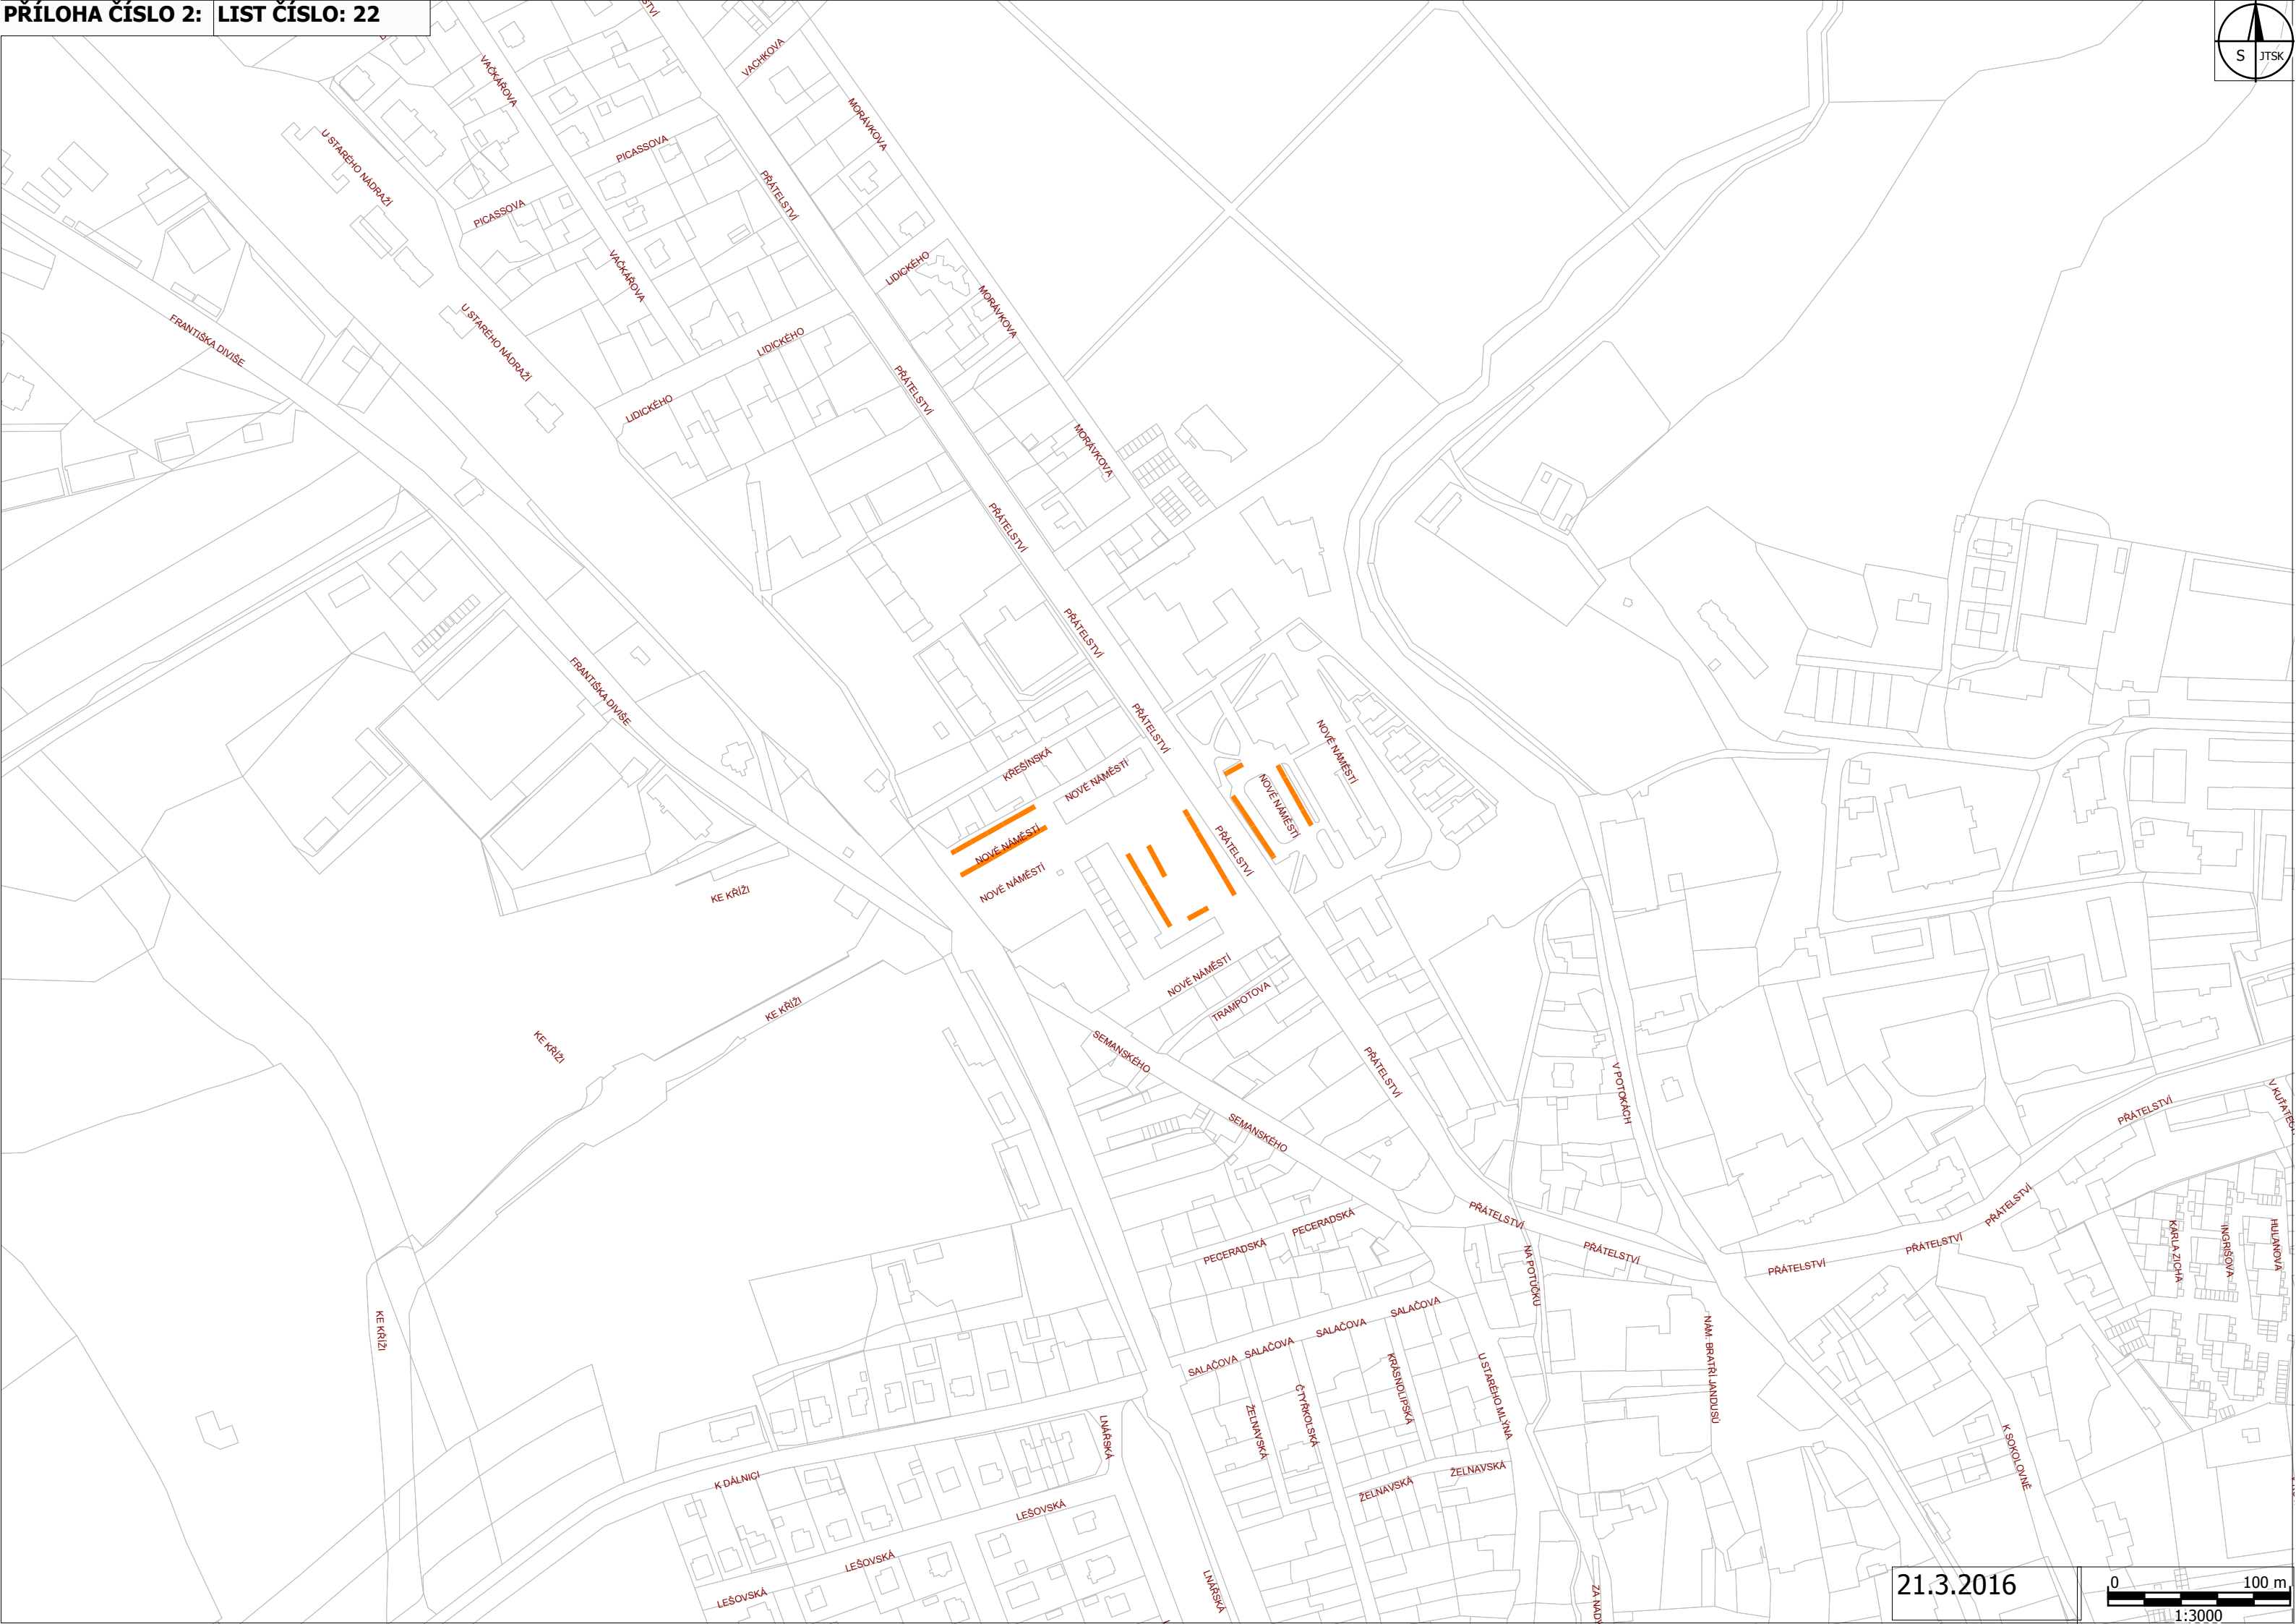 PŘÍLOHA ČÍSLO 2: LIST ČÍSLO: 22
S JTSK
VAČKÁŘOVA
VACHKOVA
MORÁVKOVA
U STARÉHO NÁDRAŽÍ
PICASSOVA
PŘÁTELSTVÍ
PICASSOVA
VAČKÁŘOVA
LIDICKÉHO
MORÁVKOVA
FRANTIŠKA DIVIŠE
U STARÉHO NÁDRAŽÍ
LIDICKÉHO
PŘÁTELSTVÍ
LIDICKÉHO
MORÁVKOVA
PŘÁTELSTVÍ
PŘÁTELSTVÍ
FRANTIŠKA DIVIŠE
PŘÁTELSTVÍ
NOVÉ NÁMĚSTÍ
KŘEŠÍNSKÁ
NOVÉ NÁMĚSTÍ
NOVÉ NÁMĚSTÍ
NOVÉ NÁMĚSTÍ
PŘÁTELSTVÍ
NOVÉ NÁMĚSTÍ
KE KŘÍŽI
NOVÉ NÁMĚSTÍ
TRAMPOTOVA
KE KŘÍŽI
KE KŘÍŽI
SEMANSKÉHO
PŘÁTELSTVÍ
V POTOKÁCH
SEMANSKÉHO
PŘÁTELSTVÍ
PŘÁTELSTVÍ
PECERADSKÁ
PECERADSKÁ
PŘÁTELSTVÍ
PŘÁTELSTVÍ
PŘÁTELSTVÍ
PŘÁTELSTVÍ
NA POTŮČKU
KARLA ZICHA
INGRIŠOVA
HULANOVA
KE KŘÍŽI
SALAČOVA
SALAČOVA
SALAČOVA
SALAČOVA
NÁM. BRATŘÍ JANDUSŮ
KRÁSNOLIPSKÁ
U STARÉHO MLÝNA
ČTYŘKOLSKÁ
ŽELNAVSKÁ
LNÁŘSKÁ
K SOKOLOVNĚ
K DÁLNICI
ŽELNAVSKÁ
ŽELNAVSKÁ
LEŠOVSKÁ
LEŠOVSKÁ
LEŠOVSKÁ
LNÁŘSKÁ
21.3.2016
0 100 m
1:3000